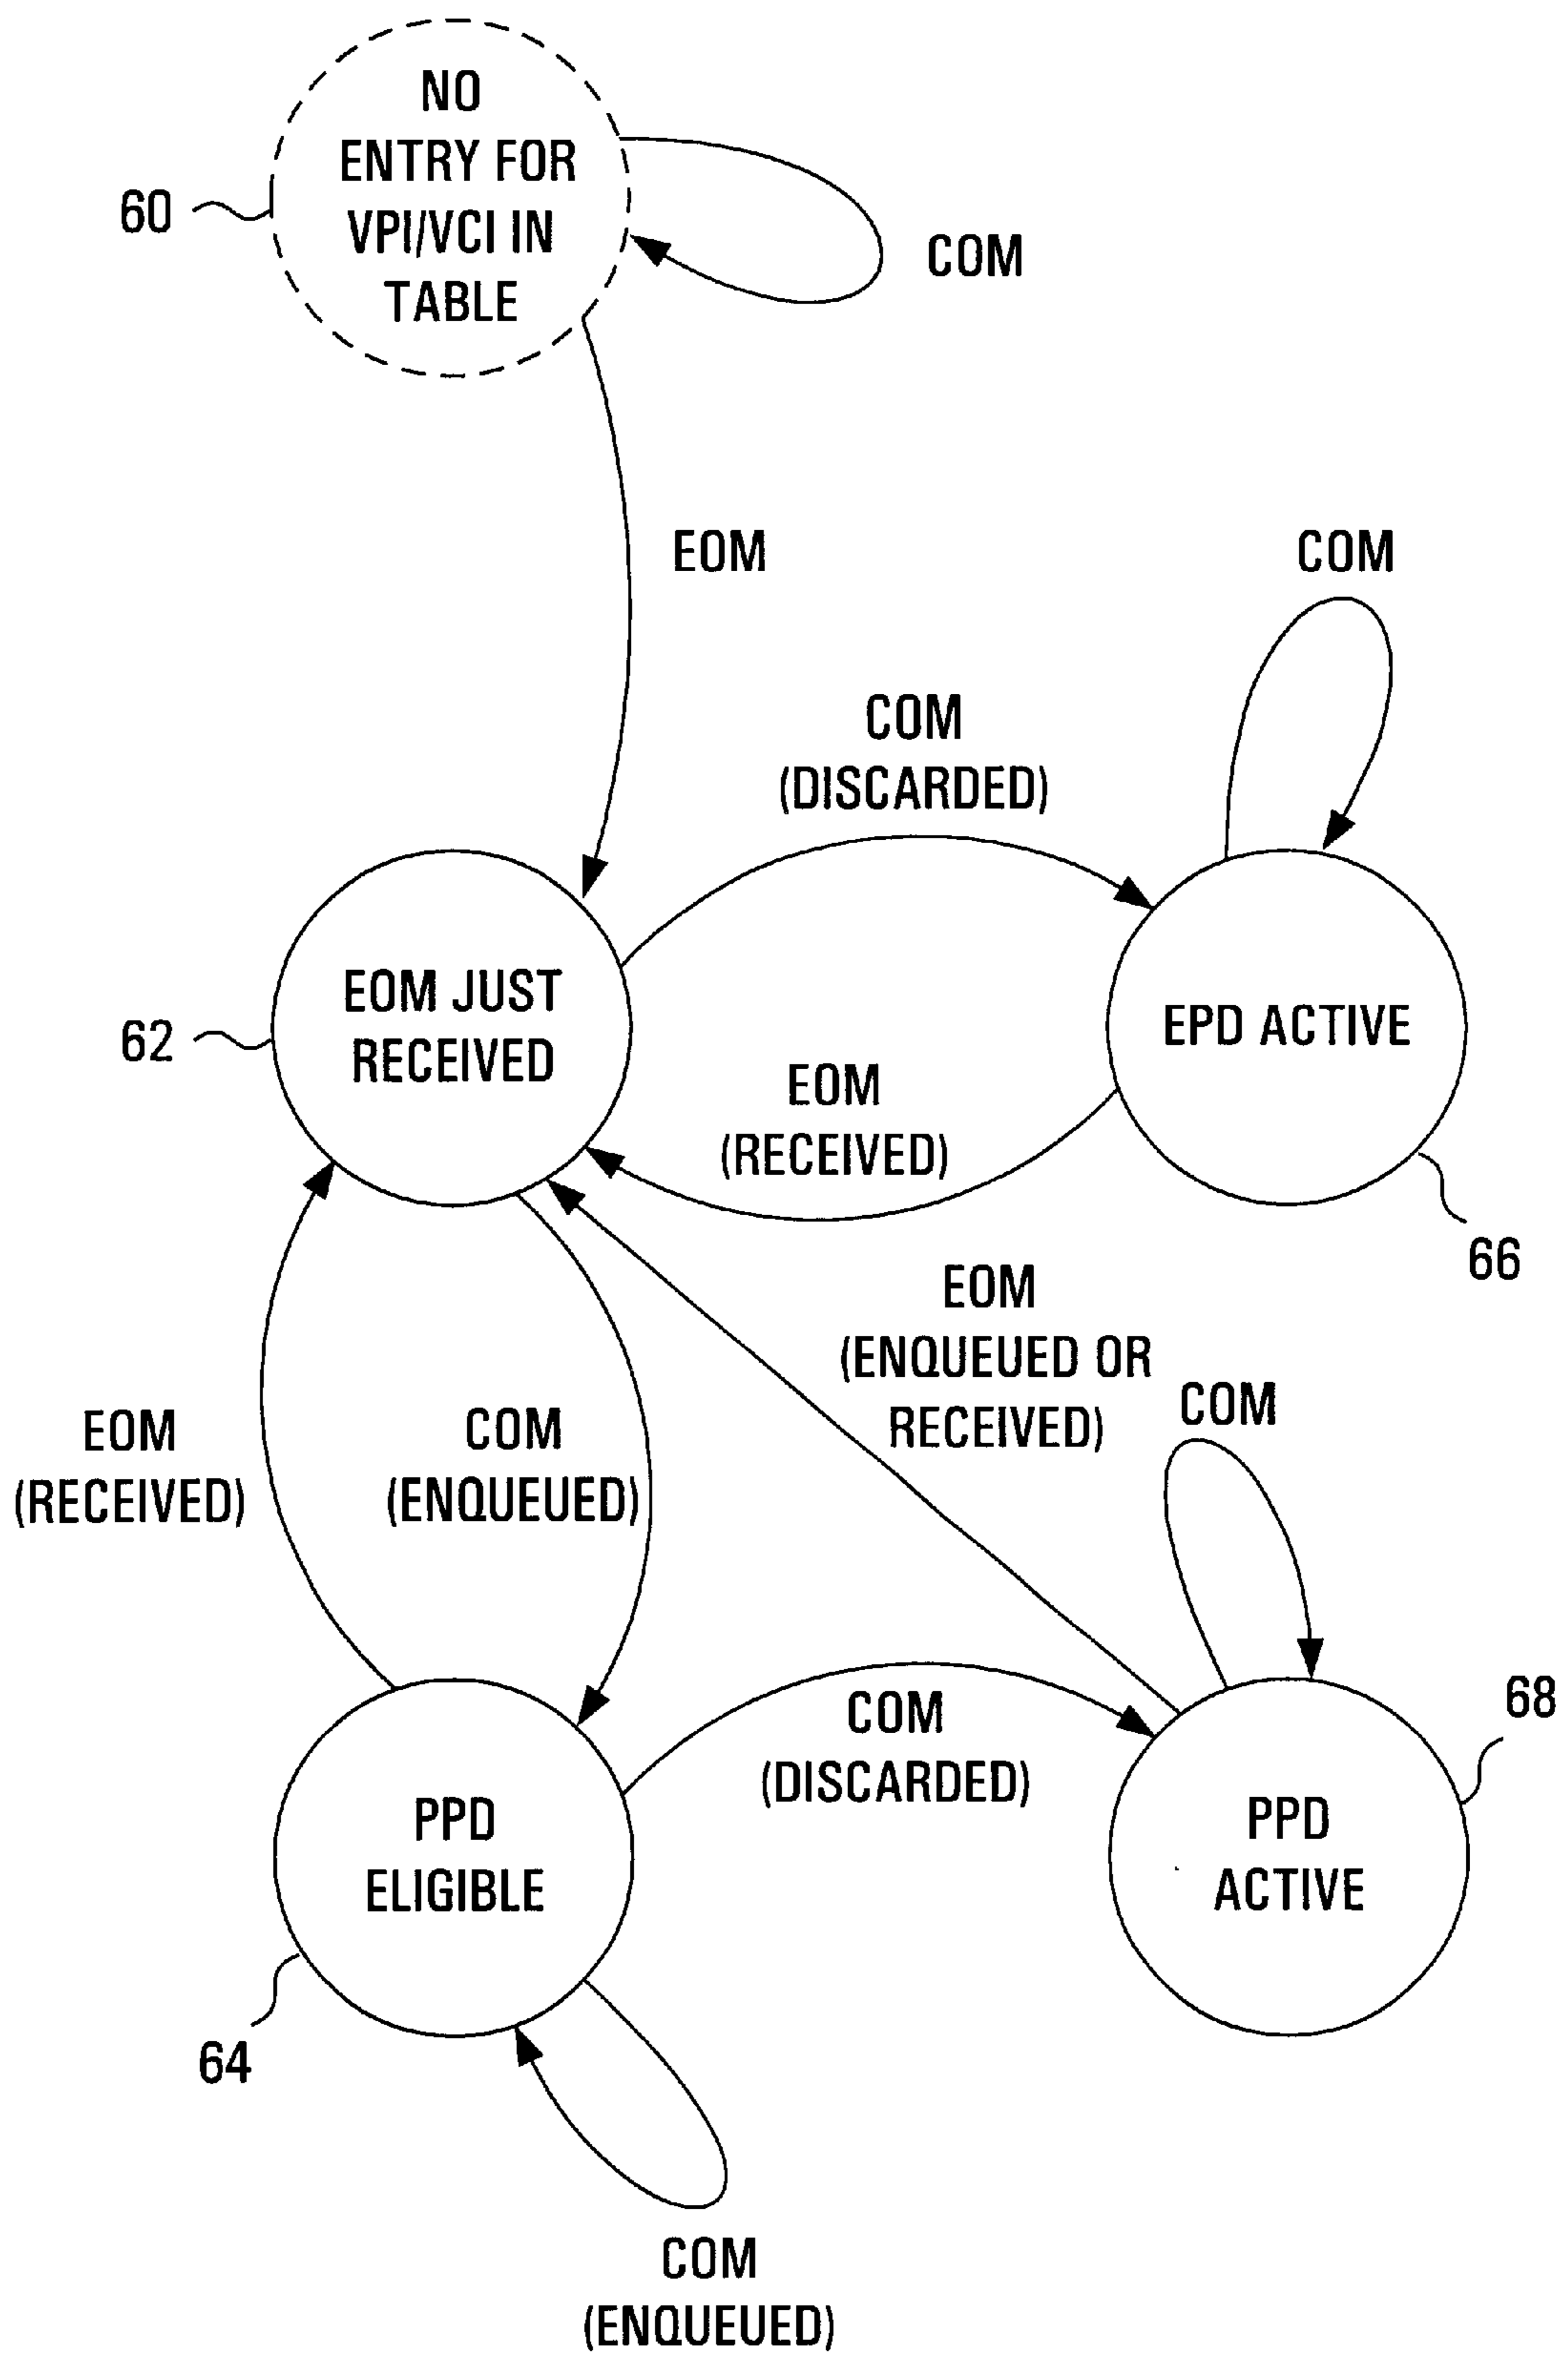 NO
ENTRY FOR
VPI/VCI IN
TABLE
60
COM
EOM
COM
COM
(DISCARDED)
EOM JUST
RECEIVED
62
EPD ACTIVE
EOM
(RECEIVED)
66
EOM
(ENQUEUED OR
RECEIVED)
COM
EOM
(RECEIVED)
COM
(ENQUEUED)
68
COM
(DISCARDED)
PPD
ELIGIBLE
PPD
ACTIVE
64
COM
(ENQUEUED)